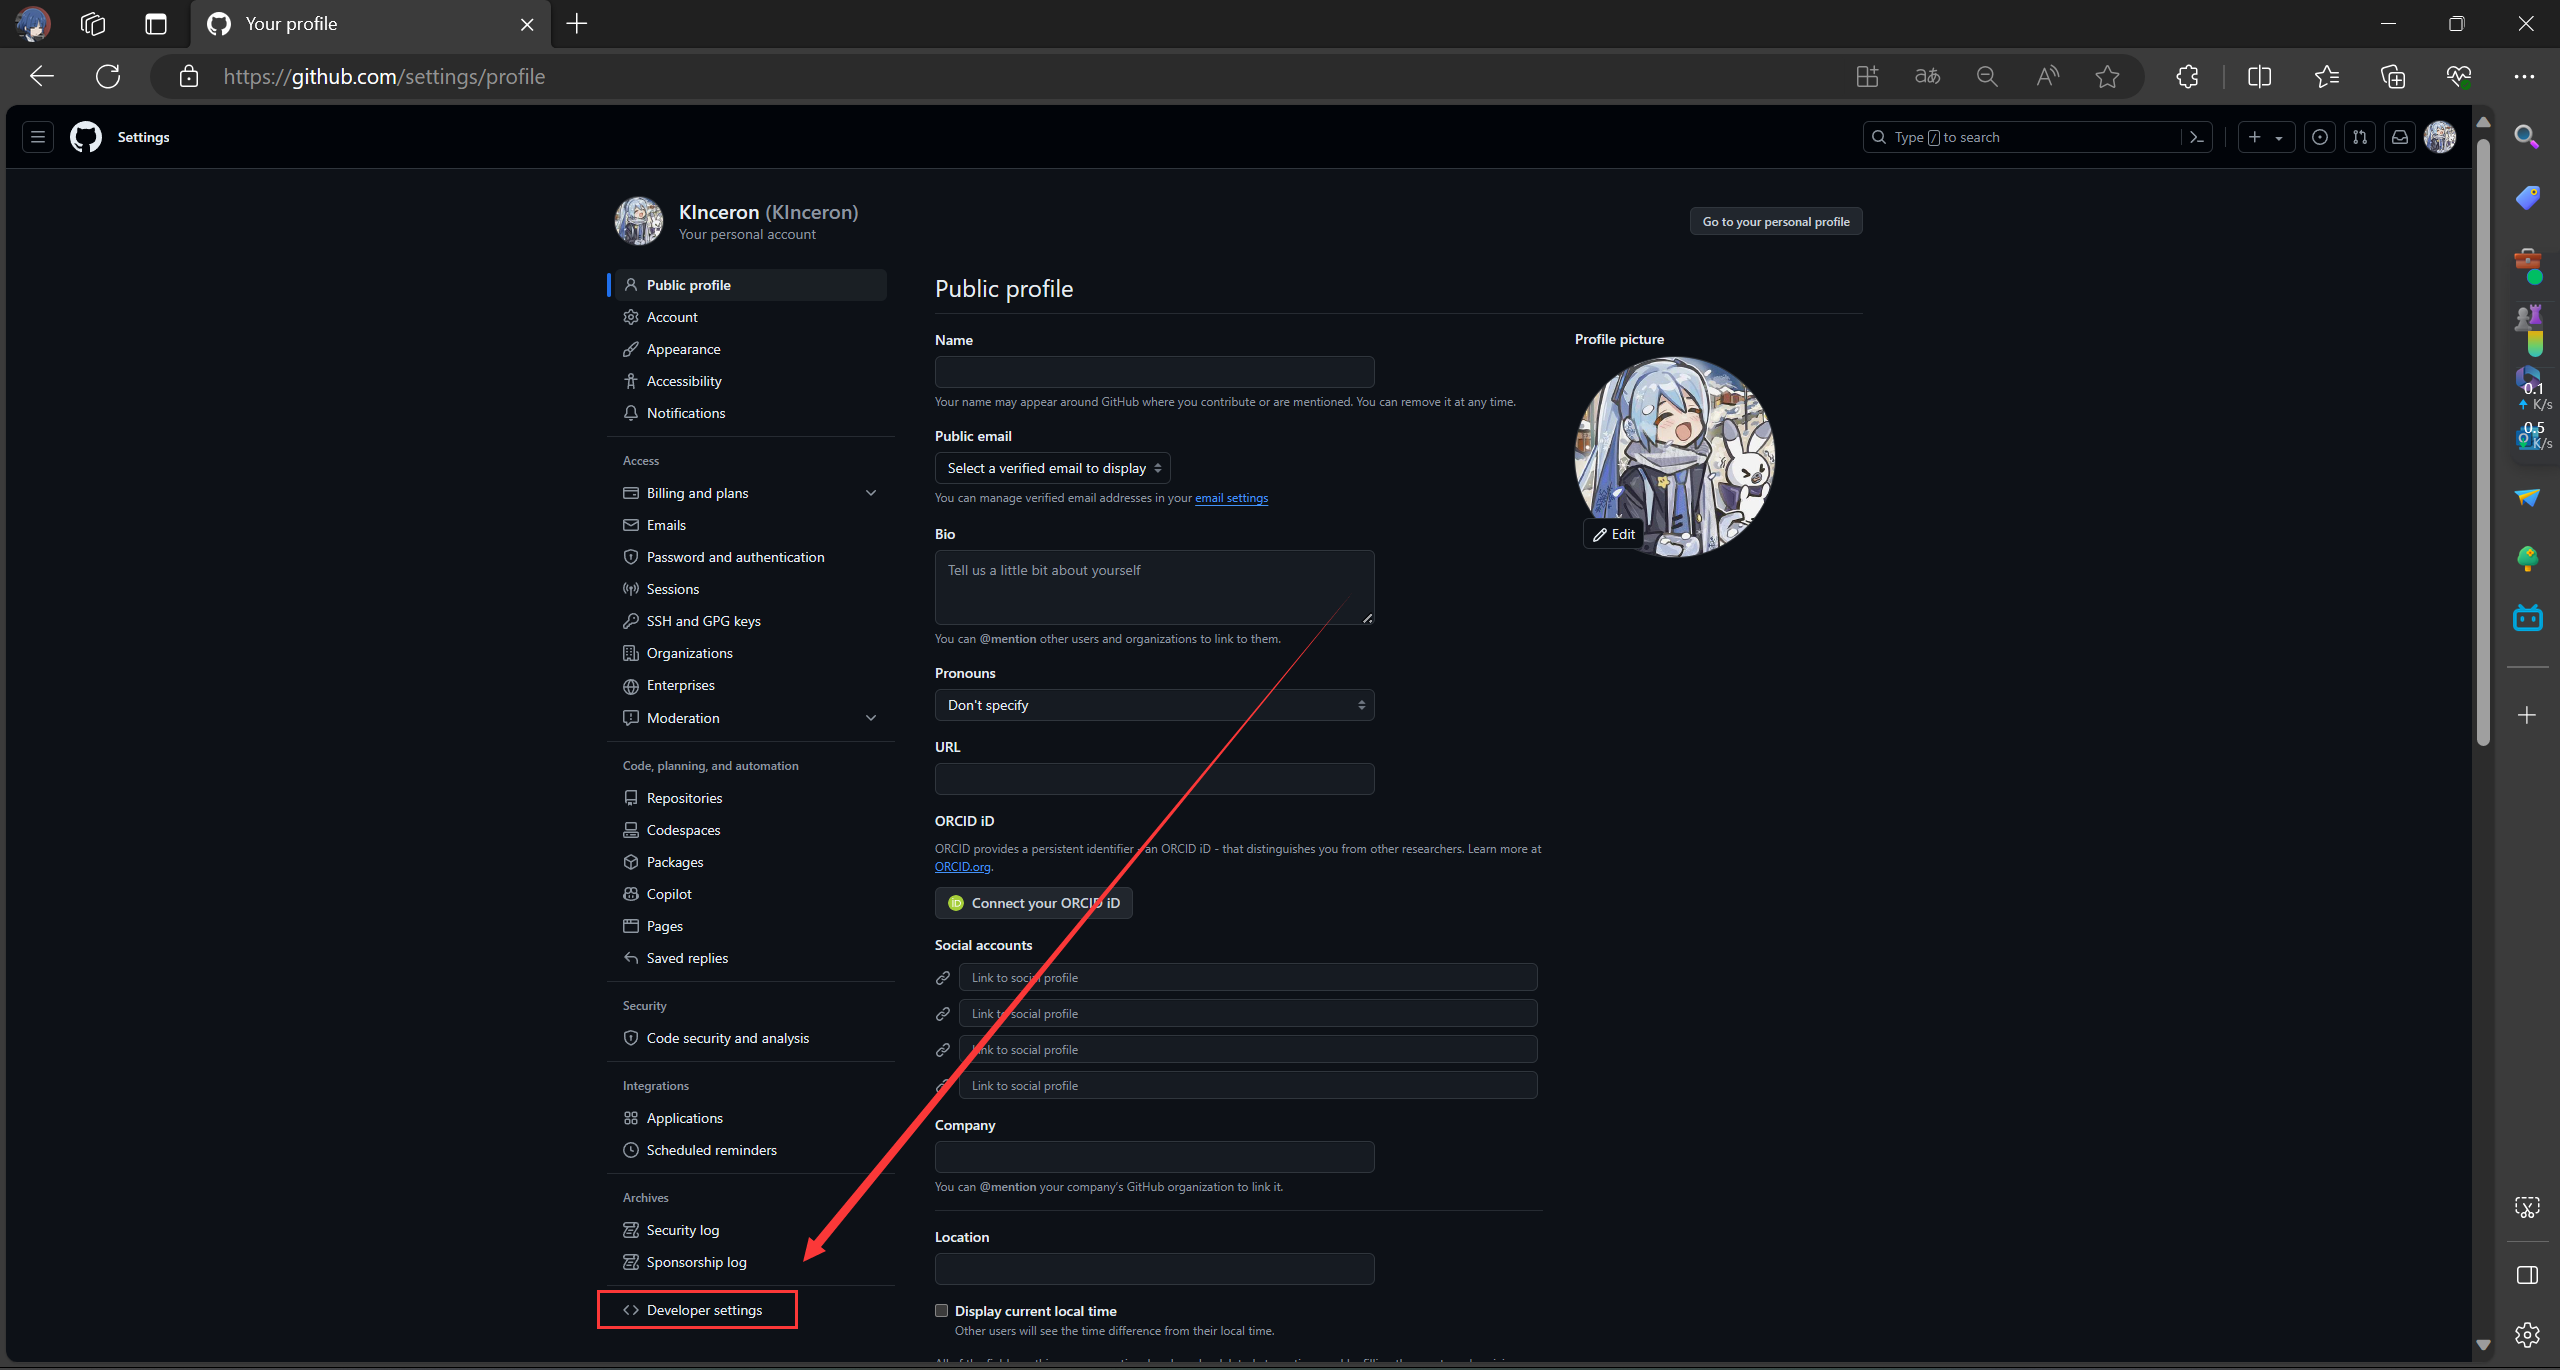 Your profile
https://github.com/settings/profile
Settings
Type / to search
KInceron (KInceron)
Your personal account
Go to your personal profile
Public profile
Account
Appearance
Accessibility
Notifications
Access
Billing and plans
Emails
Password and authentication
Sessions
SSH and GPG keys
Organizations
Enterprises
Moderation
Code, planning, and automation
Repositories
Codespaces
Packages
Copilot
Pages
Saved replies
Security
Code security and analysis
Integrations
Applications
Scheduled reminders
Archives
Security log
Sponsorship log
Developer settings
Public profile
Name
Your name may appear around GitHub where you contribute or are mentioned. You can remove it at any time.
Public email
Select a verified email to display
You can manage verified email addresses in your email settings
Bio
Tell us a little bit about yourself
You can @mention other users and organizations to link to them.
Pronouns
Don't specify
URL
ORCID iD
ORCID provides a persistent identifier - an ORCID iD - that distinguishes you from other researchers. Learn more at
ORCID.org.
iD Connect your ORCID iD
Social accounts
Link to social profile
Link to social profile
Link to social profile
Link to social profile
Company
You can @mention your company's GitHub organization to link it.
Location
Display current local time
Other users will see the time difference from their local time.
Profile picture
Edit
0.1
K/s
0.5
K/s